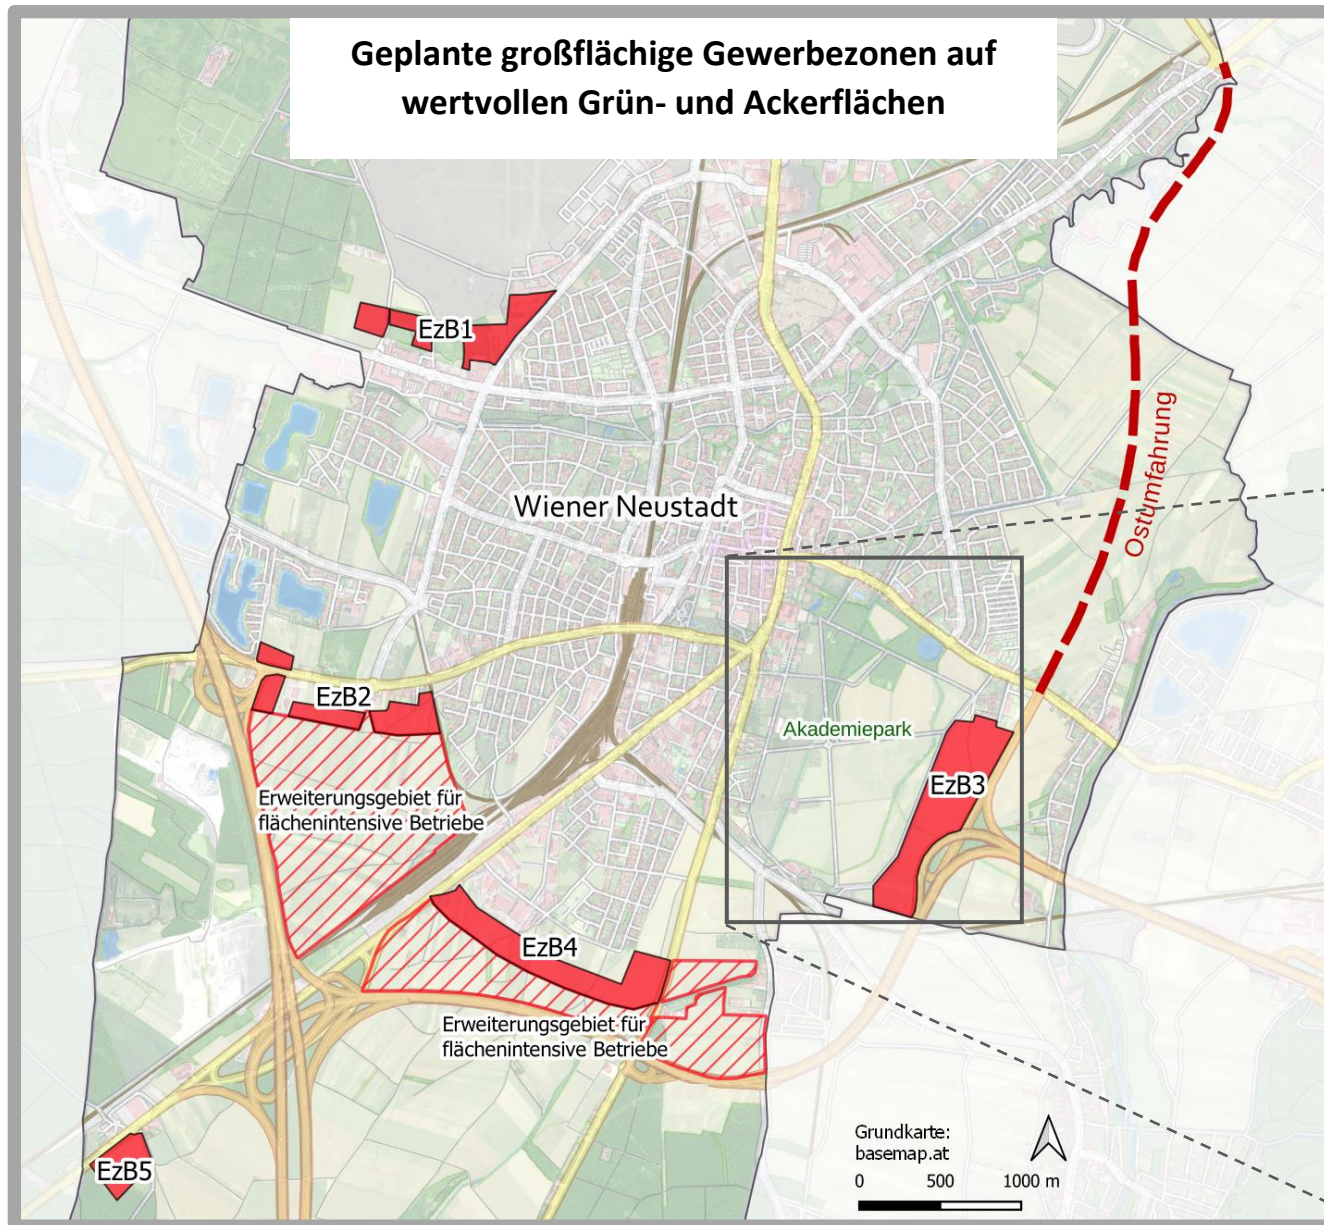 Geplante großflächige Gewerbezonen auf
wertvollen Grün- und Ackerflächen
EzB1
Ostumfahrung
Wiener Neustadt
EzB2
Akademiepark
EzB3
Erweiterungsgebiet für
flächenintensive Betriebe
EzB4
Erweiterungsgebiet für
flächenintensive Betriebe
EzB5
Grundkarte:
basemap.at
0 500 1000 m